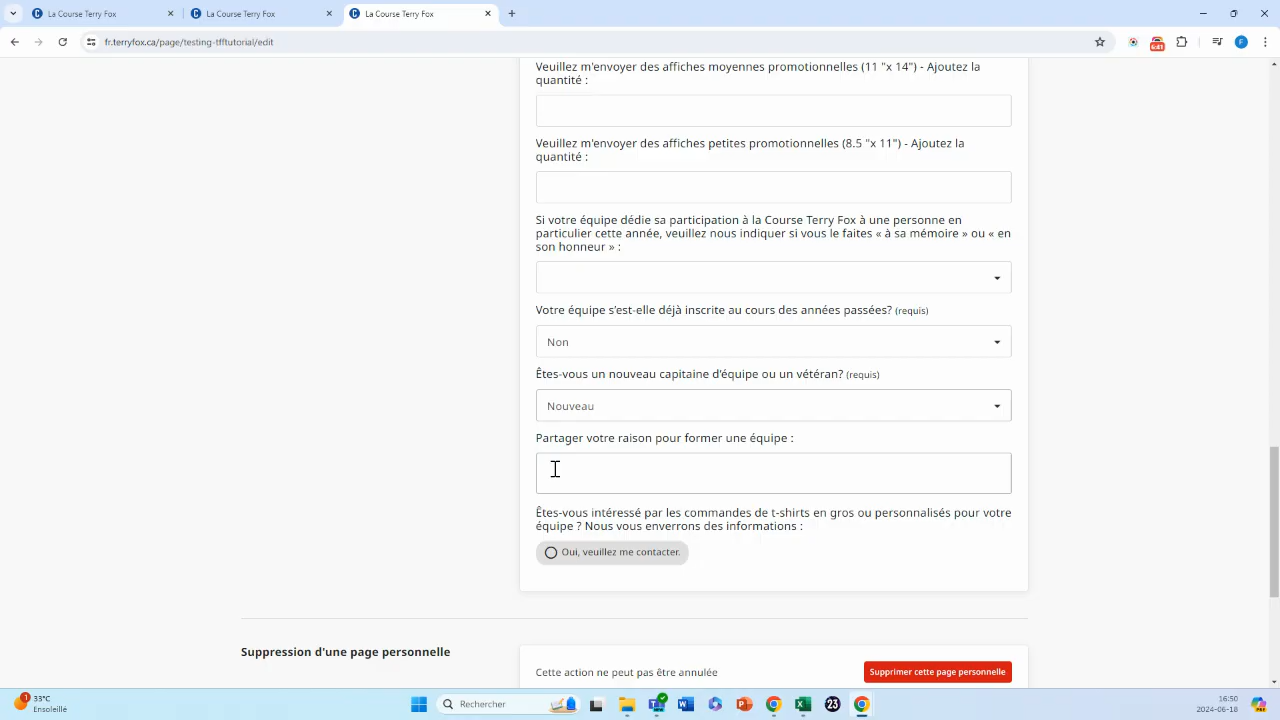 La Course Terry Fox
La Course Terry Fox
La Course Terry Fox
fr.terryfox.ca/page/testing-tfftutorial/edit
Veuillez m'envoyer des affiches moyennes promotionnelles (11 "x 14") - Ajoutez la
quantité :
Veuillez m'envoyer des affiches petites promotionnelles (8.5 "x 11") - Ajoutez la
quantité :
Si votre équipe dédie sa participation à la Course Terry Fox à une personne en
particulier cette année, veuillez nous indiquer si vous le faites « à sa mémoire » ou « en
son honneur » :
Votre équipe s'est-elle déjà inscrite au cours des années passées? (requis)
Non
Êtes-vous un nouveau capitaine d'équipe ou un vétéran? (requis)
Nouveau
Partager votre raison pour former une équipe :
Êtes-vous intéressé par les commandes de t-shirts en gros ou personnalisés pour votre
équipe ? Nous vous enverrons des informations :
Oui, veuillez me contacter.
Suppression d'une page personnelle
Cette action ne peut pas être annulée
Supprimer cette page personnelle
33°C
Ensoleillé
Rechercher
23
16:50
2024-06-18